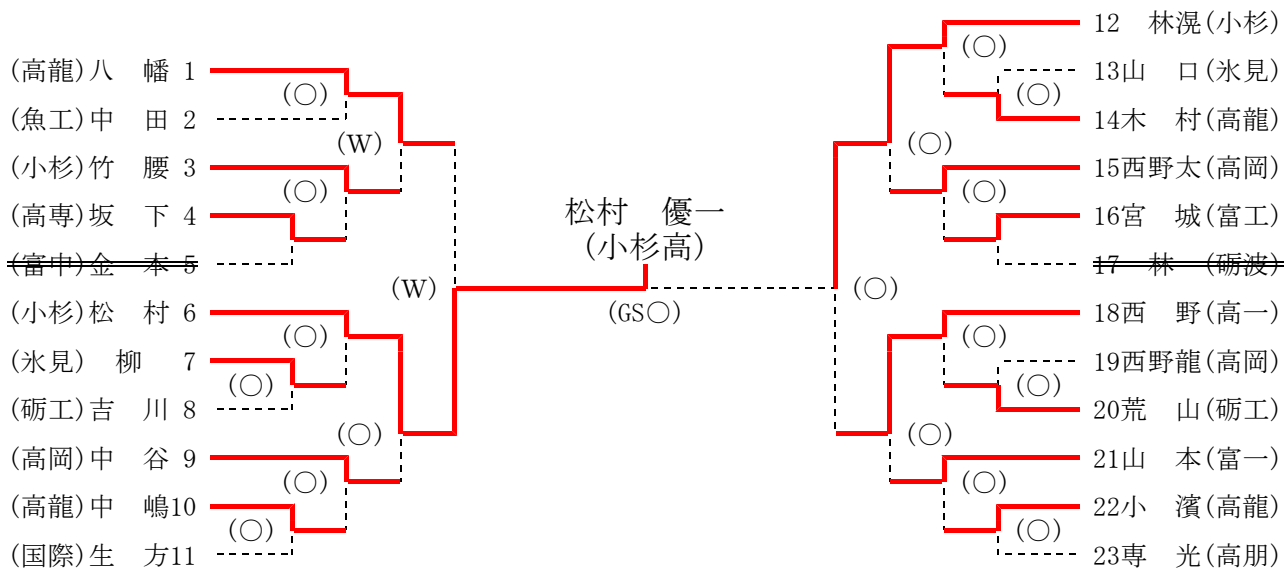 (高龍)八　幡 1
(○)
(魚工)中　田 2
(W)
(小杉)竹　腰 3
(○)
(高専)坂　下 4
(富中)金　本 5
(W)
(小杉)松　村 6
(○)
(氷見)　柳　 7
(○)
(砺工)吉　川 8
(○)
(高岡)中　谷 9
(○)
(高龍)中　嶋10
(○)
(国際)生　方11
松村　優一
(小杉高)
(GS○)
12　林滉(小杉)
(○)
13山　口(氷見)
(○)
14木　村(高龍)
(○)
15西野太(高岡)
(○)
16宮　城(富工)
17　林　(砺波)
(○)
18西　野(高一)
(○)
19西野龍(高岡)
(○)
20荒　山(砺工)
(○)
21山　本(富一)
(○)
22小　濱(高龍)
(○)
23専　光(高朋)